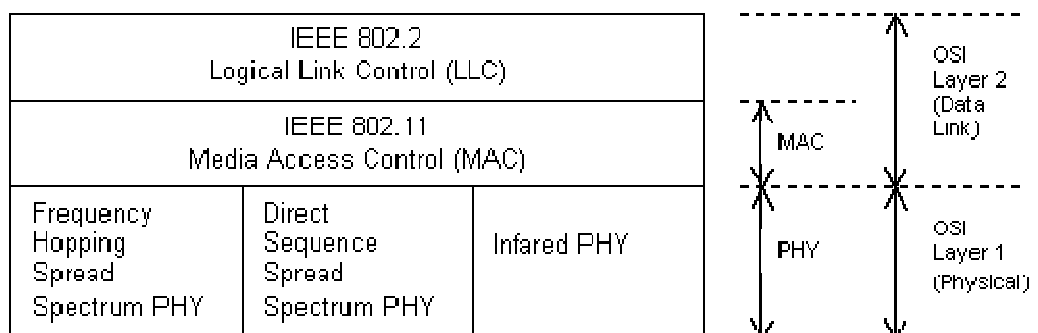 IEEE 802.2
Logical Link Control (LLC)
IEEE 802.11
Media Access Control (MAC)
Frequency
Hopping
Spread
Spectrum PHY
Direct
Sequence
Spread
Spectrum PHY
Infared PHY
MAC
PHY
OSI
Layer 2
(Data
Link)
OSI
Layer 1
(Physical)